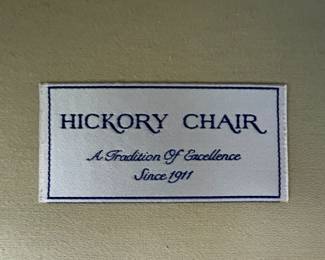 HICKORY CHAIR
A Tradition Of Excellence
Since 1911